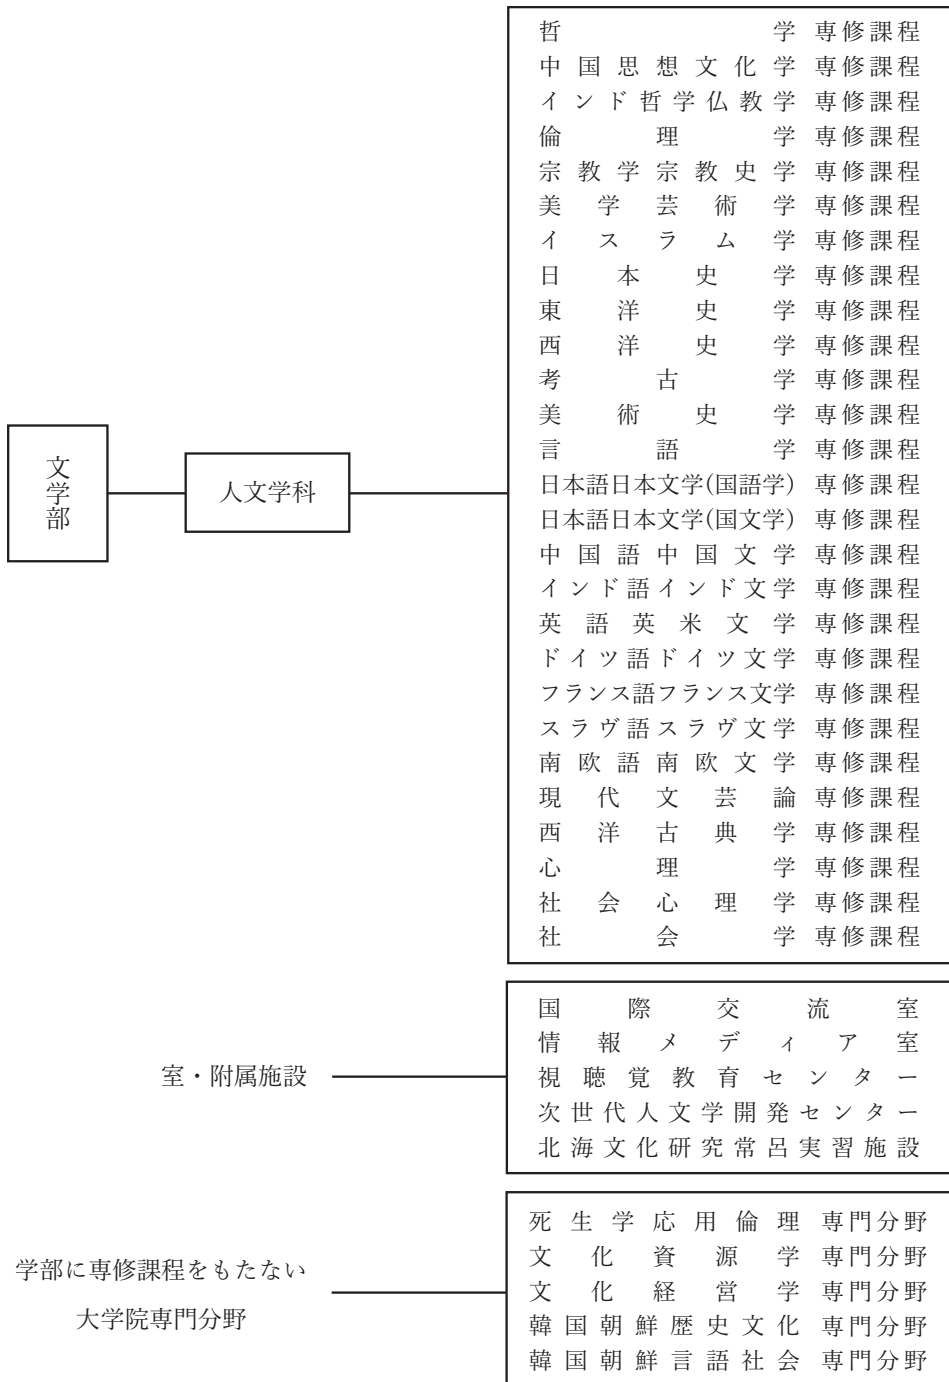 哲学専修課程
中国思想文化学専修課程
インド哲学仏教学専修課程
倫理学専修課程
宗教学宗教史学専修課程
美学芸術学専修課程
イスラム学専修課程
日本史学専修課程
東洋史学専修課程
西洋史学専修課程
考古学専修課程
美術史学専修課程
言語学専修課程
日本語日本文学(国語学)専修課程
日本語日本文学(国文学)専修課程
中国語中国文学専修課程
インド語インド文学専修課程
英語英米文学専修課程
ドイツ語ドイツ文学専修課程
フランス語フランス文学専修課程
スラヴ語スラヴ文学専修課程
南欧語南欧文学専修課程
現代文芸論専修課程
西洋古典学専修課程
心理学専修課程
社会心理学専修課程
社会学専修課程
文学部
人文学科
室・附属施設
国際交流室
情報メディア室
視聴覚教育センター
次世代人文学開発センター
北海文化研究常呂実習施設
学部に専修課程をもたない
大学院専門分野
死生学応用倫理専門分野
文化資源学専門分野
文化経営学専門分野
韓国朝鮮歴史文化専門分野
韓国朝鮮言語社会専門分野